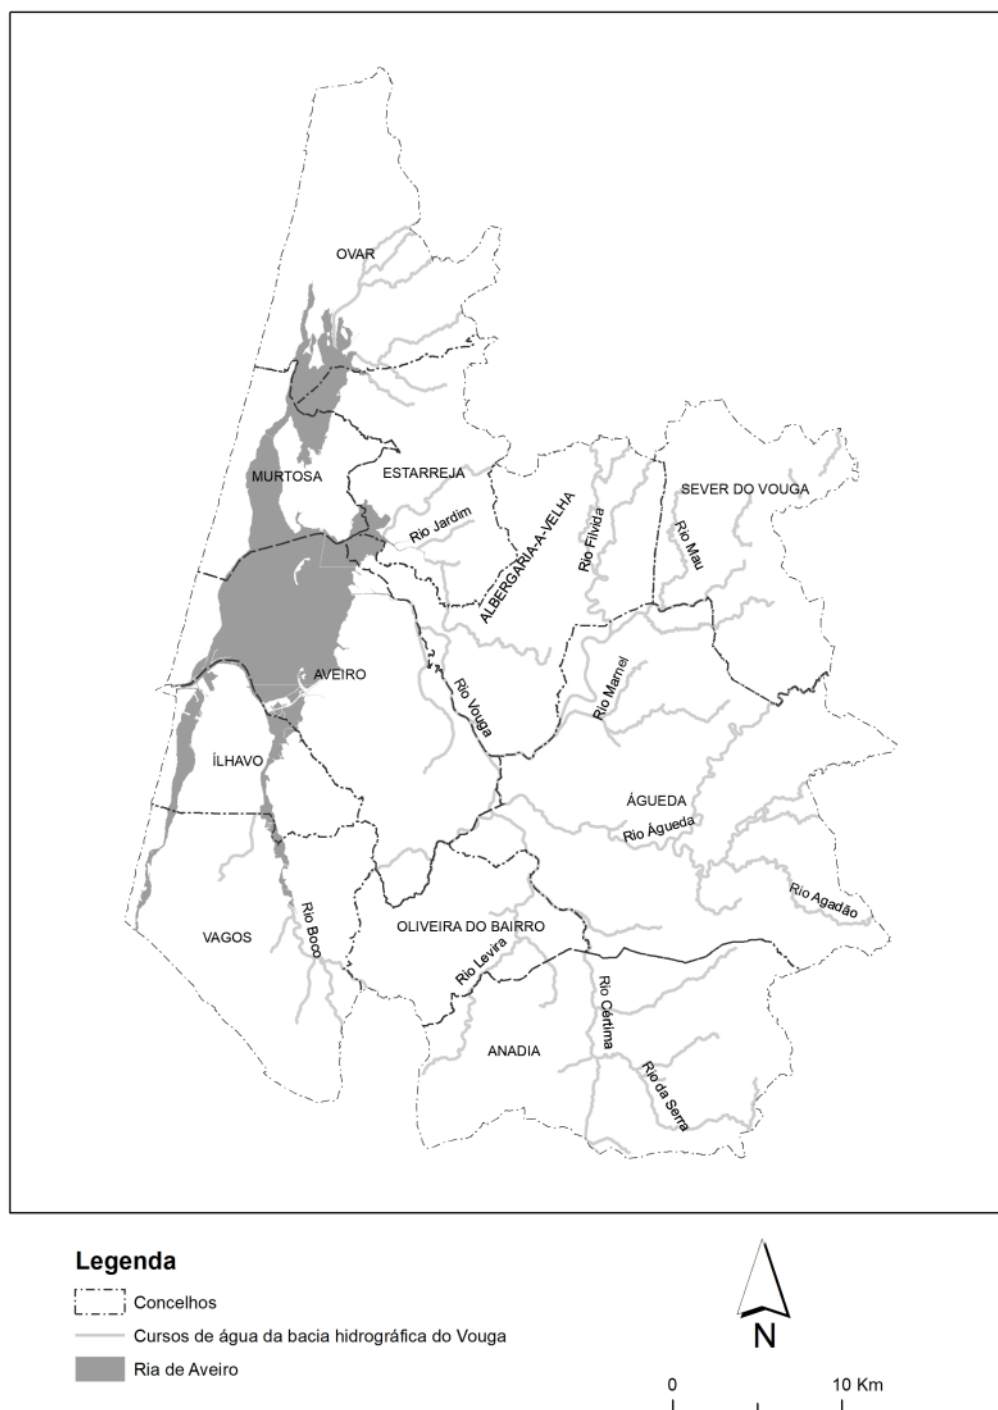 OVAR
MURTOSA
ESTARREJA
SEVER DO VOUGA
Rio Jardim
ALBERGARIA-A-VELHA
Rio Filvida
Rio Mau
AVEIRO
Rio Vouga
Rio Marnel
ÍLHAVO
ÁGUEDA
Rio Águeda
Rio Agadão
VAGOS
Rio Boco
OLIVEIRA DO BAIRRO
Rio Levira
Rio Cértima
ANADIA
Rio da Serra
Legenda
Concelhos
Cursos de água da bacia hidrográfica do Vouga
Ria de Aveiro
N
0 10 Km